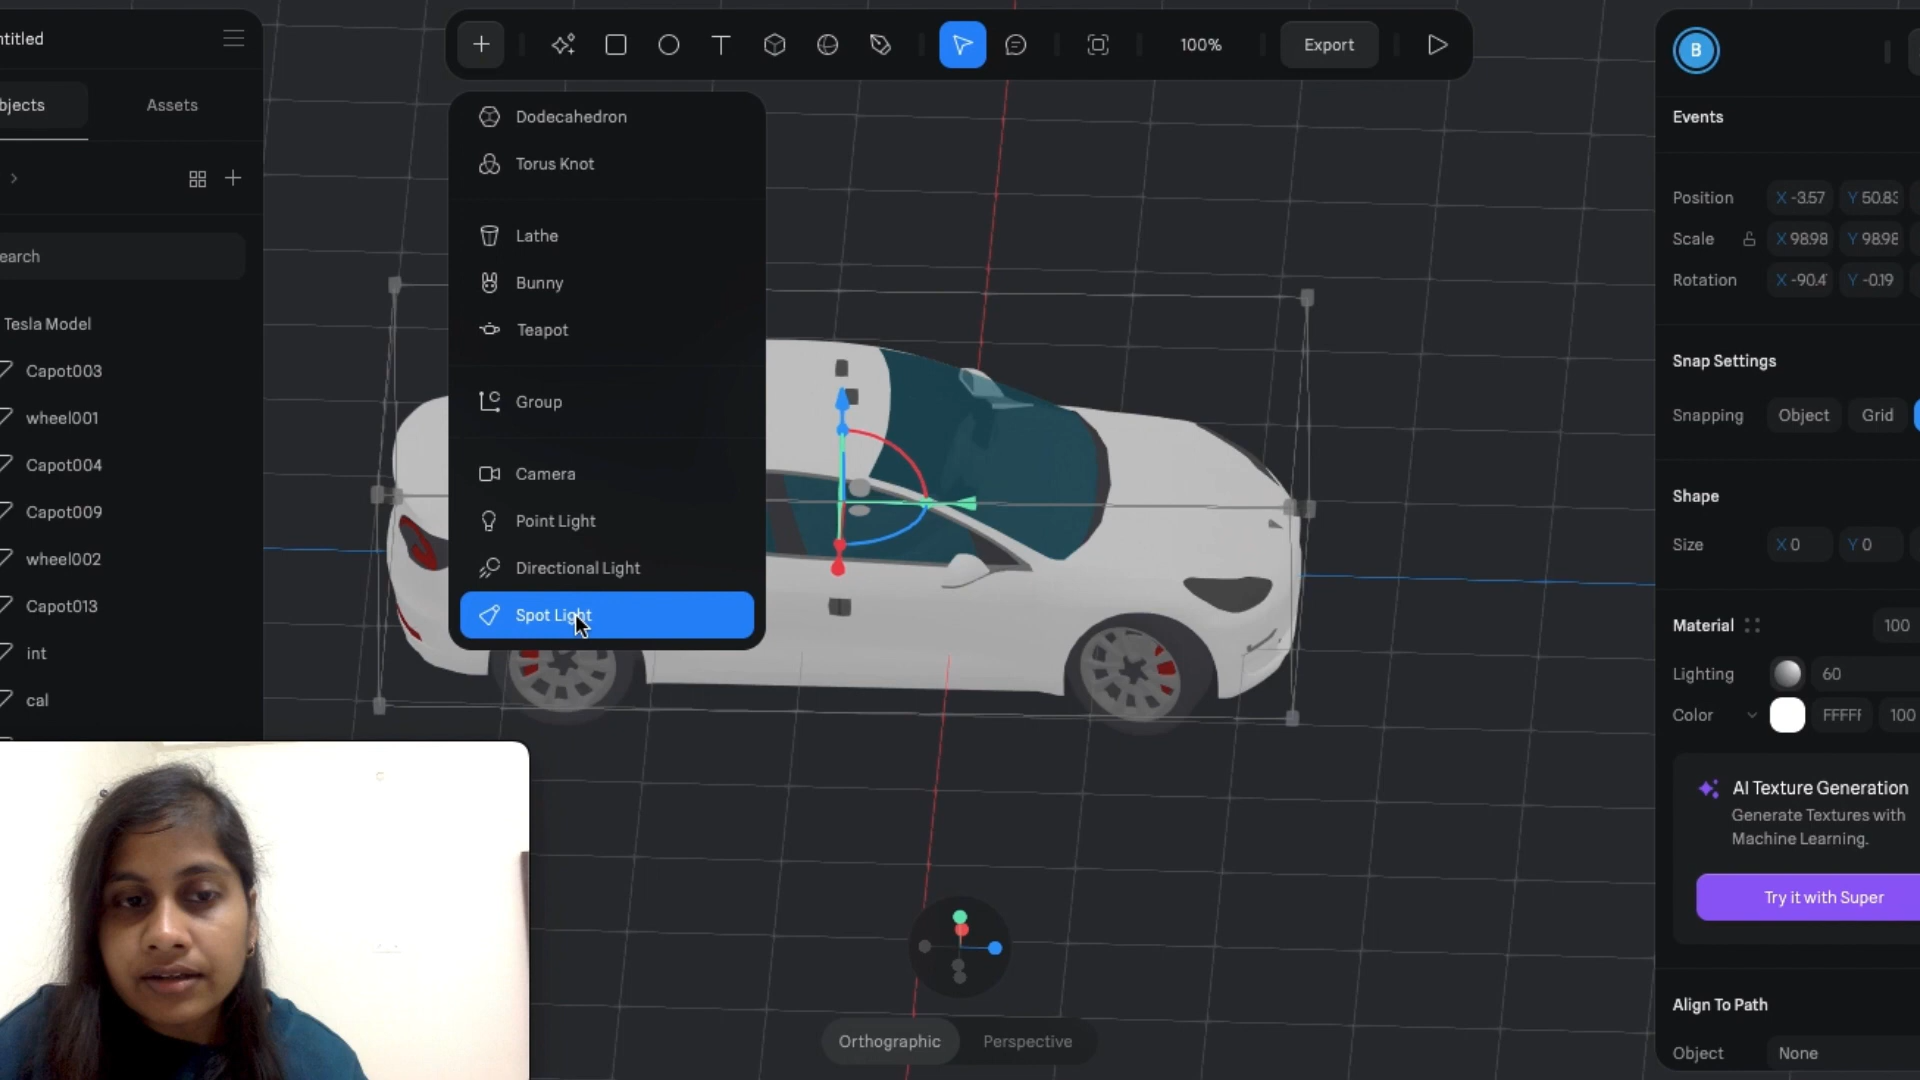 ntitled
bjects
Assets
earch
Tesla Model
Capot003
wheel001
Capot004
Capot009
wheel002
Capot013
int
cal
100%
Export
Dodecahedron
Torus Knot
Lathe
Bunny
Teapot
Group
Camera
Point Light
Directional Light
Spot Light
Orthographic
Perspective
B
Events
Position X -3.57 Y 50.83
Scale X 98.98 Y 98.98
Rotation X -90.4 Y -0.19
Snap Settings
Snapping Object Grid
Shape
Size X 0 Y 0
Material 100
Lighting 60
Color FFFFF 100
AI Texture Generation
Generate Textures with
Machine Learning.
Try it with Super
Align To Path
Object None